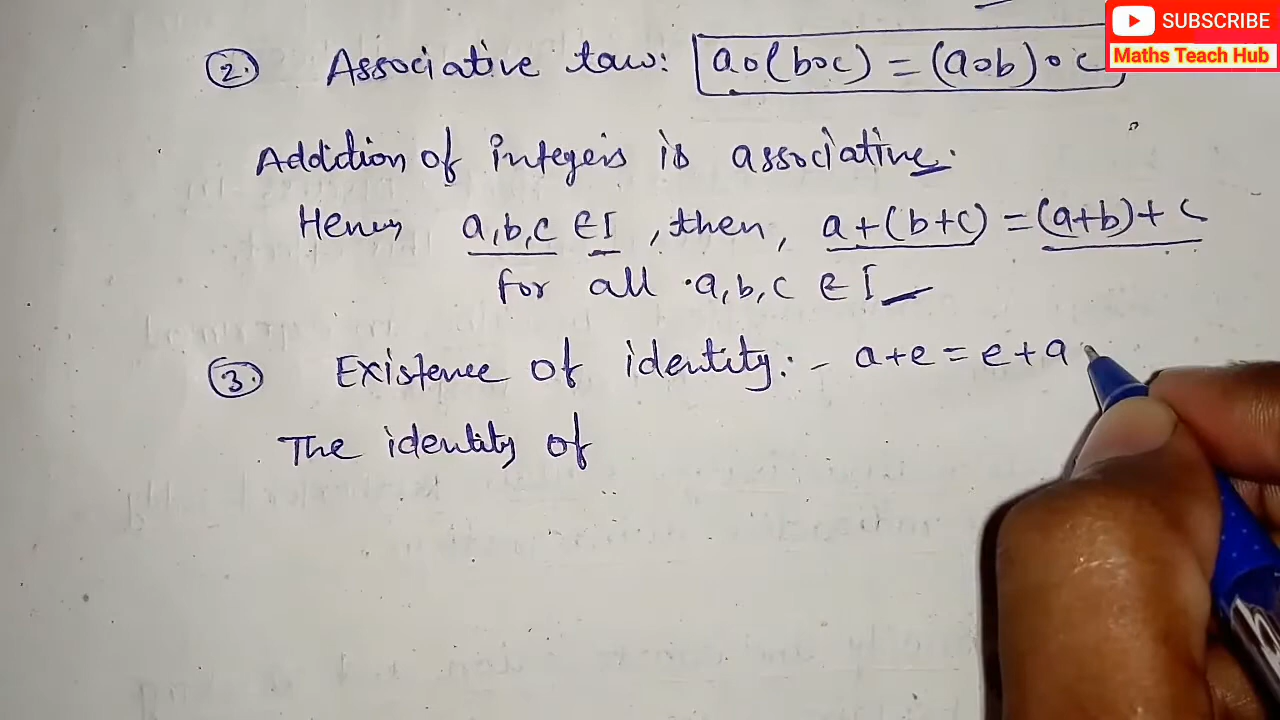 SUBSCRIBE
Maths Teach Hub
2. Associative law: a∘(b∘c) = (a∘b)∘c
Addition of integers is associative.
Hence, a,b,c ∈ I, then, a+(b+c) = (a+b)+c
for all a,b,c ∈ I
3. Existence of identity:- a+e = e+a
The identity of